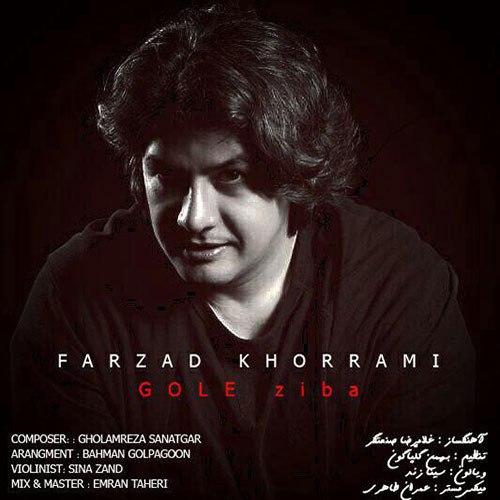 FARZAD KHORRAMI
GOLE ziba
COMPOSER: : GHOLAMREZA SANATGAR
ARANGMENT : BAHMAN GOLPAGOON
VIOLINIST: SINA ZAND
MIX & MASTER : EMRAN TAHERI
آهنگساز : غلامرضا صنعتگر
تنظیم : بهمن گلپاگون
ویالون : سینا زند
میکس مستر : عمران طاهری